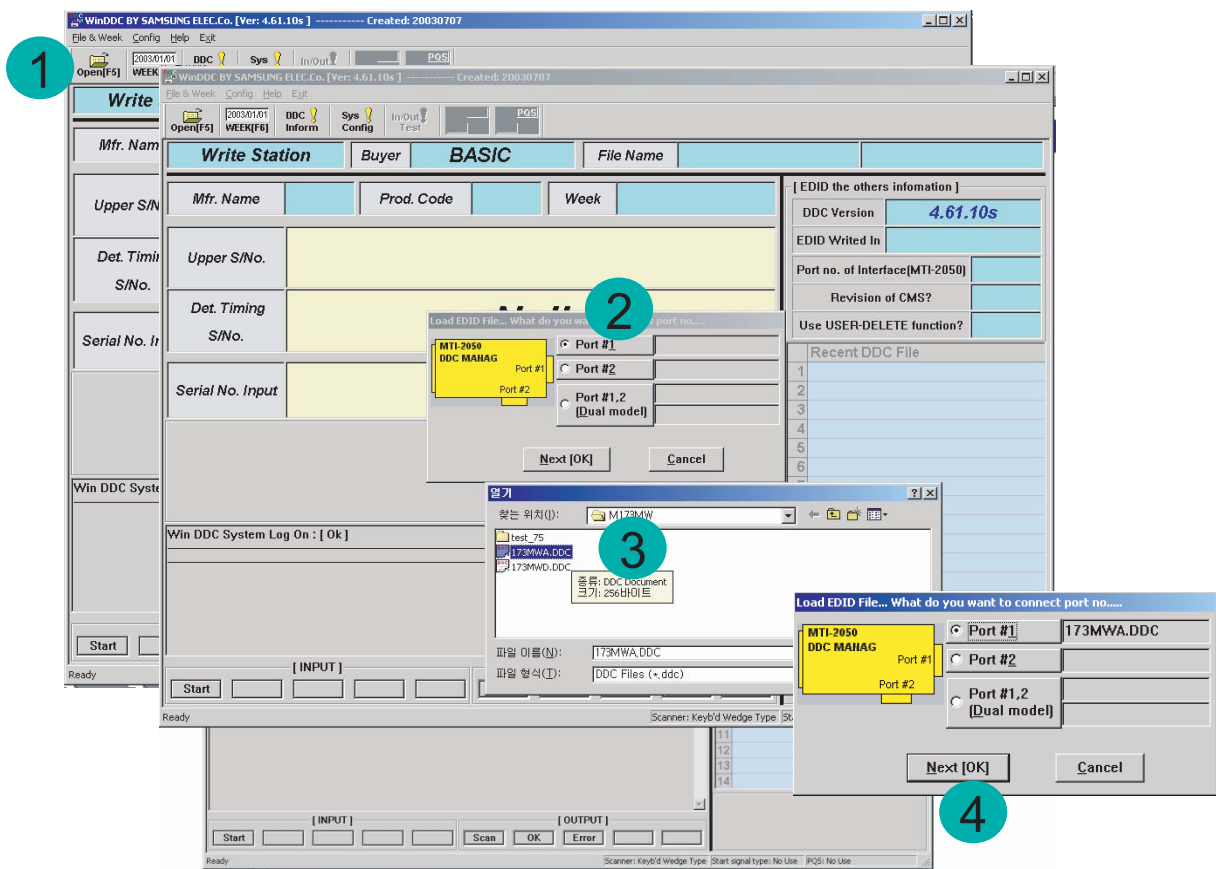 WinDDC BY SAMSUNG ELEC.Co. [Ver: 4.61.10s ] ----------- Created: 20030707
File & Week Config Help Exit
1
Open[F5]
2003/01/01
WEEK
DDC
Sys
In/Out
PQS
Write
Mfr. Nam
Upper S/N
Det. Timi
S/No.
Serial No. In
Win DDC Syste
Start
Ready
WinDDC BY SAMSUNG ELEC.Co. [Ver: 4.61.10s ] ----------- Created: 20030707
File & Week Config Help Exit
Open[F5]
2003/01/01
WEEK[F6]
DDC
Inform
Sys
Config
In/Out
Test
PQS
Write Station
Buyer
BASIC
File Name
Mfr. Name
Prod. Code
Week
Upper S/No.
Det. Timing
S/No.
Serial No. Input
[ EDID the others infomation ]
DDC Version
4.61.10s
EDID Writed In
Port no. of Interface(MTI-2050)
Revision of CMS?
Use USER-DELETE function?
Recent DDC File
1
2
3
4
5
6
Win DDC System Log On : [ Ok ]
[ INPUT ]
Start
Ready
Scanner: Keyb'd Wedge Type
2
Load EDID File... What do you wa
t port no.....
MTI-2050
DDC MANAG
Port #1
Port #2
Port #1
Port #2
Port #1,2
(Dual model)
Next [OK]
Cancel
열기
찾는 위치(I):
M173MW
test_75
173MWA.DDC
173MWD.DDC
3
종류: DDC Document
크기: 256바이트
파일 이름(N):
173MWA.DDC
파일 형식(T):
DDC Files (*.ddc)
Load EDID File... What do you want to connect port no.....
MTI-2050
DDC MANAG
Port #1
Port #2
Port #1
173MWA.DDC
Port #2
Port #1,2
(Dual model)
Next [OK]
Cancel
4
11
12
13
14
[ INPUT ]
[ OUTPUT ]
Start
Scan
OK
Error
Ready
Scanner: Keyb'd Wedge Type
Start signal type: No Use
PQS: No Use